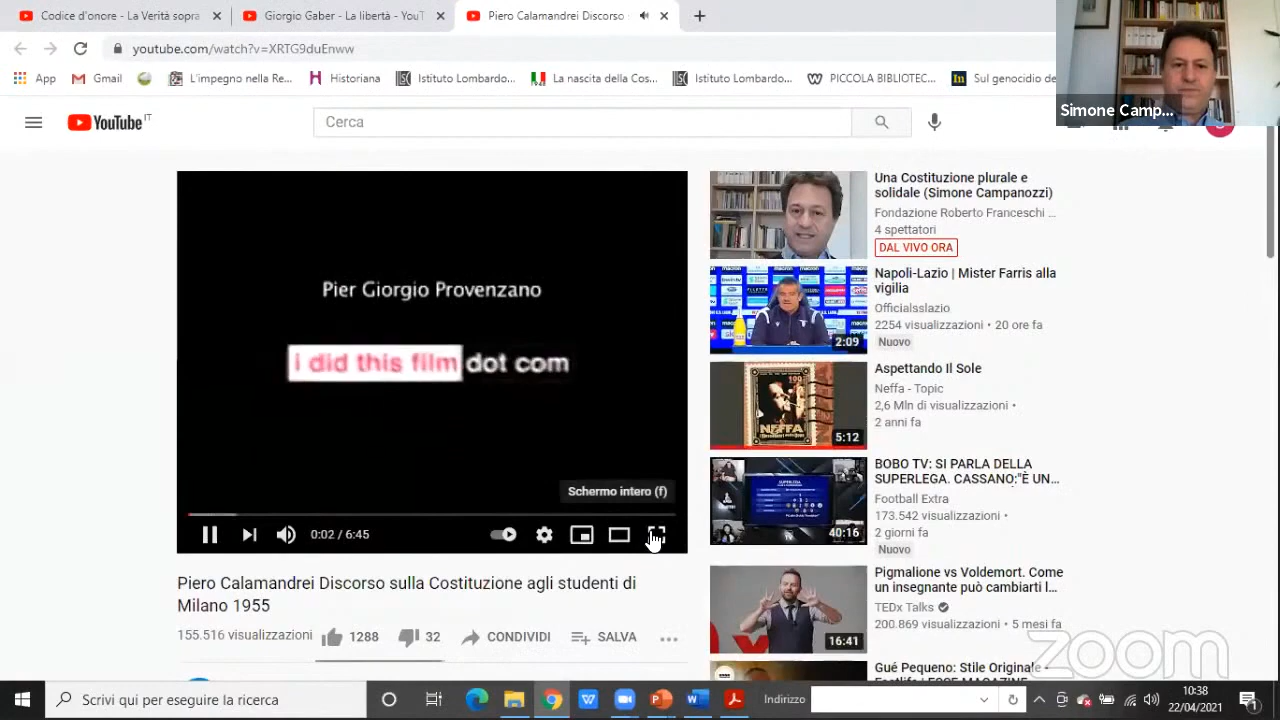 Codice d'onore - La Verità sopra
Giorgio Gaber - La libertà - YouT
Piero Calamandrei Discorso
youtube.com/watch?v=XRTG9duEnww
App
Gmail
L'impegno nella Re...
Historiana
Istituto Lombardo...
La nascita della Cos...
Istituto Lombardo...
PICCOLA BIBLIOTEC...
Sul genocidio de
Simone Camp...
YouTube IT
Cerca
Pier Giorgio Provenzano
i did this film dot com
Schermo intero (f)
0:02 / 6:45
Piero Calamandrei Discorso sulla Costituzione agli studenti di
Milano 1955
155.516 visualizzazioni
1288
32
CONDIVIDI
SALVA
Una Costituzione plurale e
solidale (Simone Campanozzi)
Fondazione Roberto Franceschi ...
4 spettatori
DAL VIVO ORA
Napoli-Lazio | Mister Farris alla
vigilia
Officialsslazio
2254 visualizzazioni • 20 ore fa
Nuovo
2:09
Aspettando Il Sole
Neffa - Topic
2,6 Mln di visualizzazioni •
2 anni fa
NEFFA
5:12
BOBO TV: SI PARLA DELLA
SUPERLEGA. CASSANO:"È UN...
Football Extra
173.542 visualizzazioni •
2 giorni fa
Nuovo
40:16
Pigmalione vs Voldemort. Come
un insegnante può cambiarti l...
TEDx Talks
200.869 visualizzazioni • 5 mesi fa
16:41
Gué Pequeno: Stile Originale -
zoom
Scrivi qui per eseguire la ricerca
Indirizzo
10:38
22/04/2021